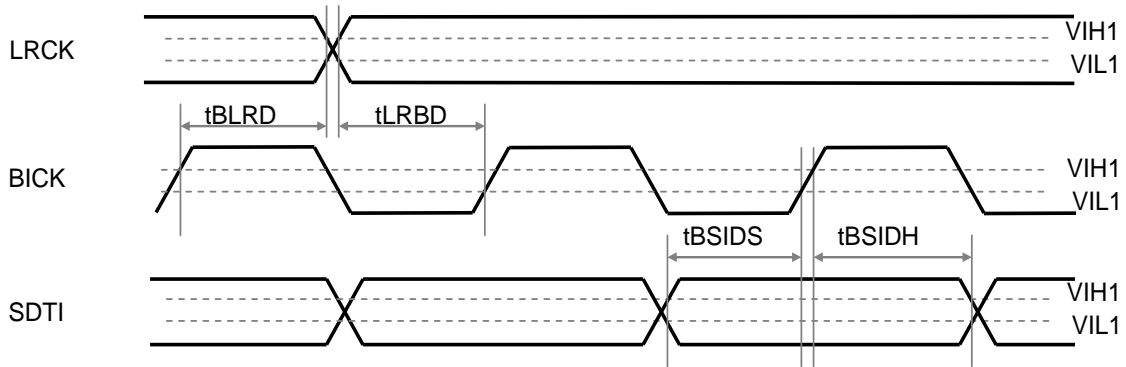 LRCK
VIH1
VIL1
tBLRD
tLRBD
BICK
VIH1
VIL1
tBSIDS
tBSIDH
SDTI
VIH1
VIL1